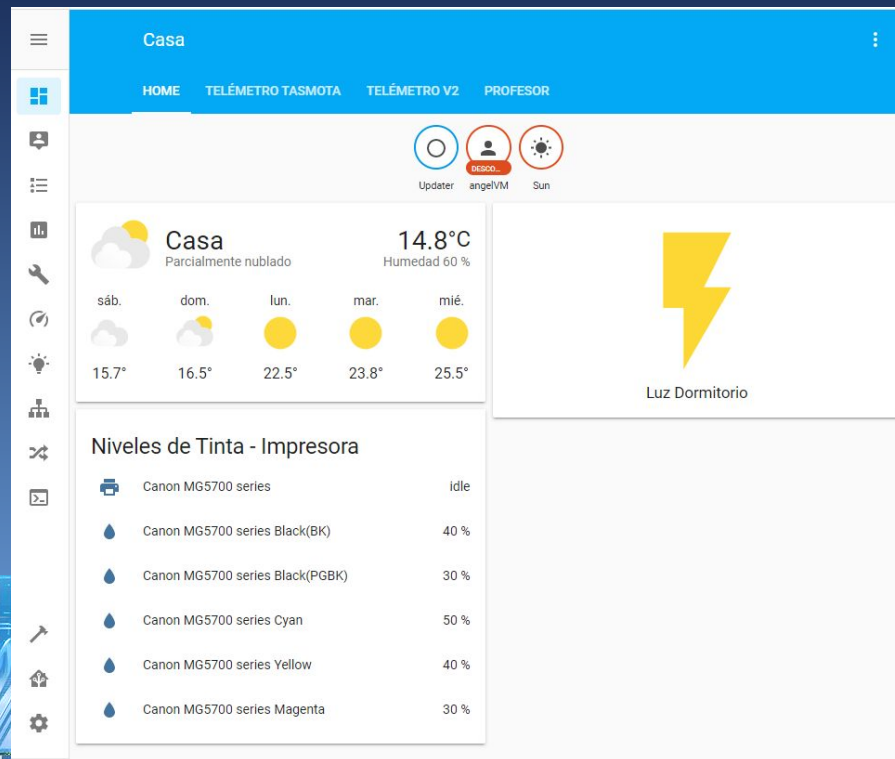 Casa
HOME TELÉMETRO TASMOTA TELÉMETRO V2 PROFESOR
DESCO...
Updater angelVM Sun
Casa 14.8°C
Parcialmente nublado Humedad 60 %
sáb. dom. lun. mar. mié.
15.7° 16.5° 22.5° 23.8° 25.5°
Luz Dormitorio
Niveles de Tinta - Impresora
Canon MG5700 series idle
Canon MG5700 series Black(BK) 40 %
Canon MG5700 series Black(PGBK) 30 %
Canon MG5700 series Cyan 50 %
Canon MG5700 series Yellow 40 %
Canon MG5700 series Magenta 30 %